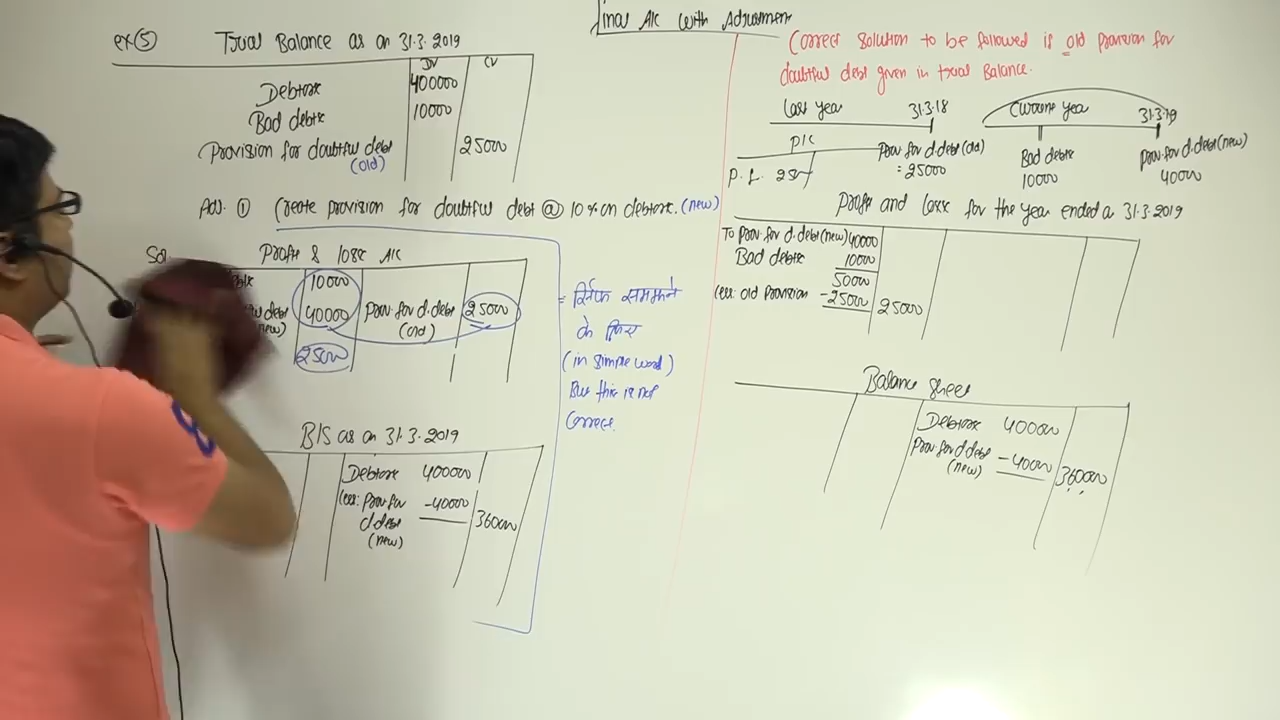 Final A/C with Adjustment
ex(5) Trial Balance as on 31.3.2019
Dr Cr
Debtors 400000
Bad debts 10000
Provision for doubtful debt 25000
(old)
Adj. ① Create provision for doubtful debt @ 10% on debtors. (new)
Sol. Profit & loss A/C
10000
debt 40000 Prov. for d. debt 25000
(new) (old)
25000
= सिर्फ समझने
के लिए
(in simple word)
But this is not
Correct.
B/S as on 31.3.2019
Debtors 400000
less: Prov. for -40000
d. debt 360000
(new)
Correct solution to be followed is old provision for
doubtful debt given in trial Balance.
last year 31.3.18 Current year 31.3.19
P/L Prov. for d. debt (old) Bad debts Prov. for d. debt (new)
= 25000 10000 40000
Profit and loss for the year ended a 31.3.2019
To prov. for d. debt (new) 40000
Bad debts 10000
50000
less: old provision -25000 25000
Balance sheet
Debtors 400000
Prov. for d debt -40000 360000
(new)